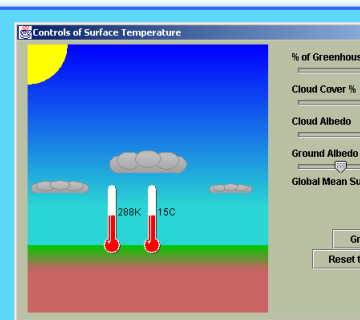 Controls of Surface Temperature
% of Greenhous
Cloud Cover %
Cloud Albedo
Ground Albedo
Global Mean Su
288K 15C
Gr
Reset t